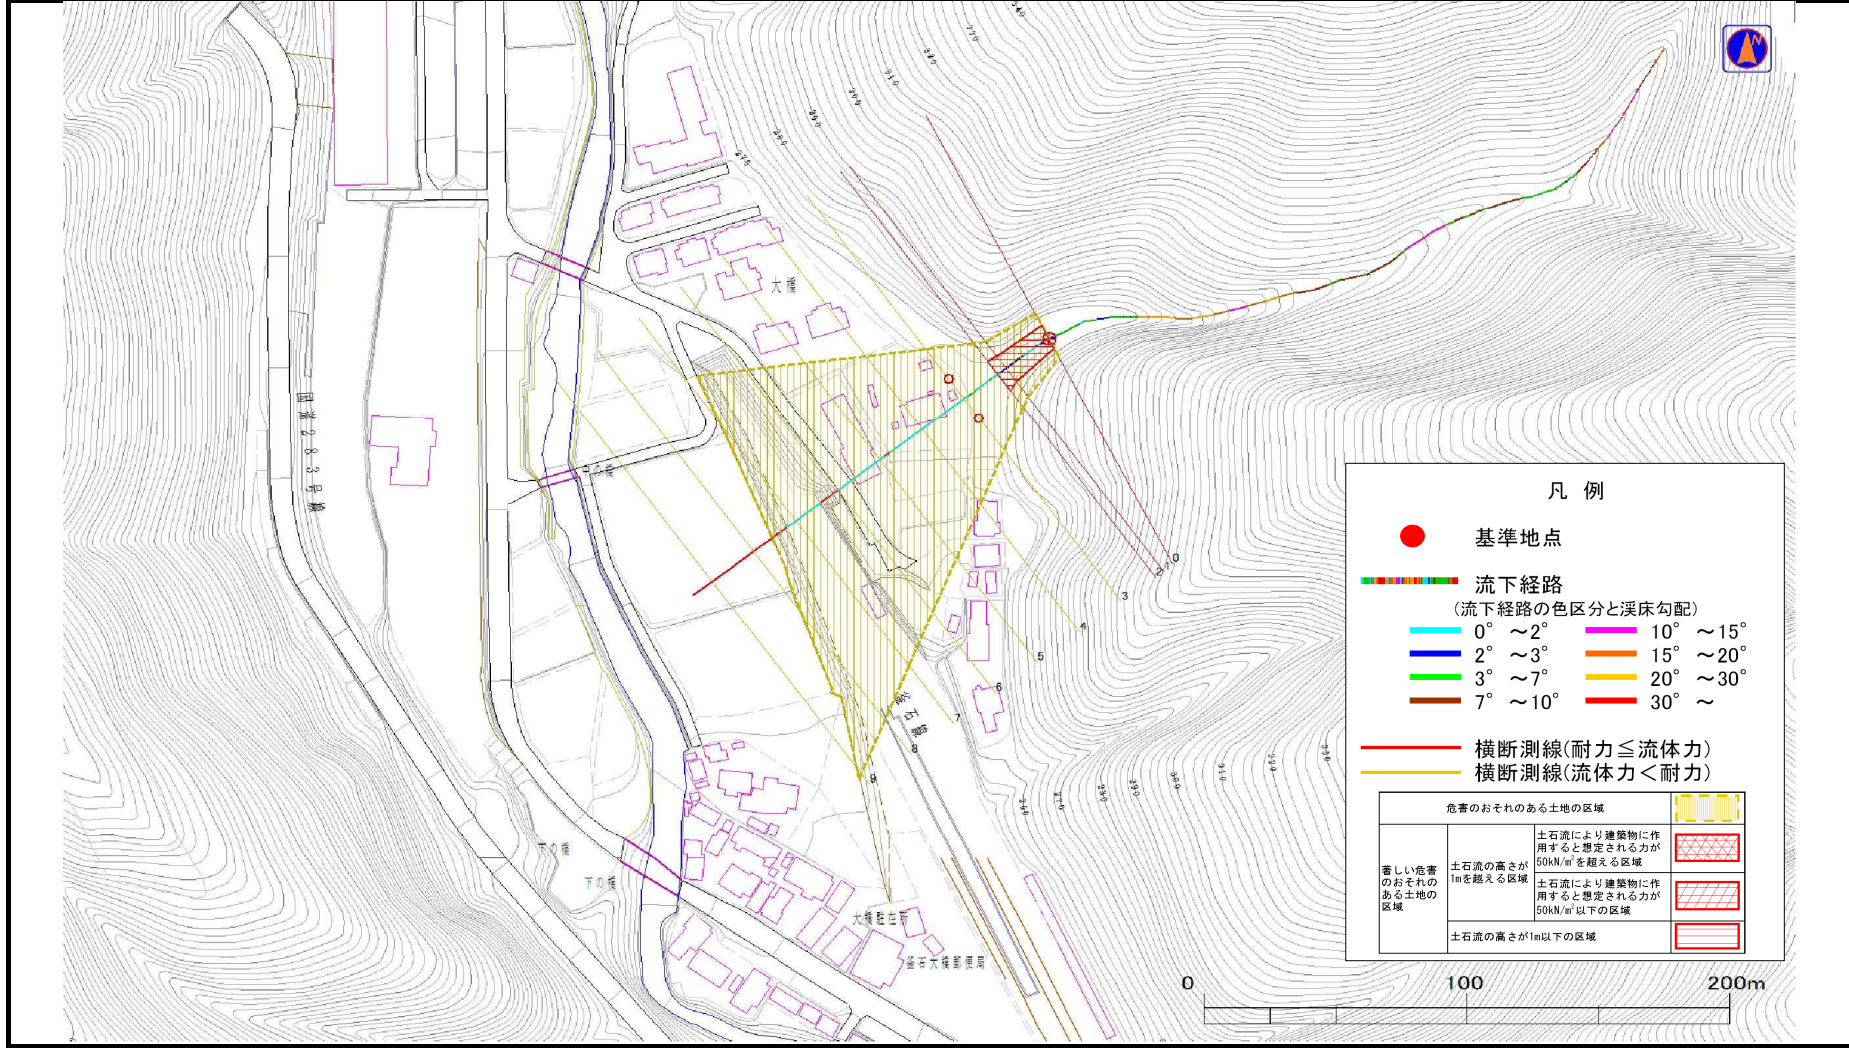 N
大橋
国道283号線
釜石線
下の橋
大橋駐在所
釜石大橋郵便局
0
1
2
3
4
5
6
7
8
9
凡 例
基準地点
流下経路
(流下経路の色区分と渓床勾配)
0° ～2° 10° ～15°
2° ～3° 15° ～20°
3° ～7° 20° ～30°
7° ～10° 30° ～
横断測線(耐力≦流体力)
横断測線(流体力＜耐力)
危害のおそれのある土地の区域
著しい危害
のおそれの
ある土地の
区域
土石流の高さが
1mを越える区域
土石流により建築物に作
用すると想定される力が
50kN/㎡を超える区域
土石流により建築物に作
用すると想定される力が
50kN/㎡以下の区域
土石流の高さが1m以下の区域
0 100 200m